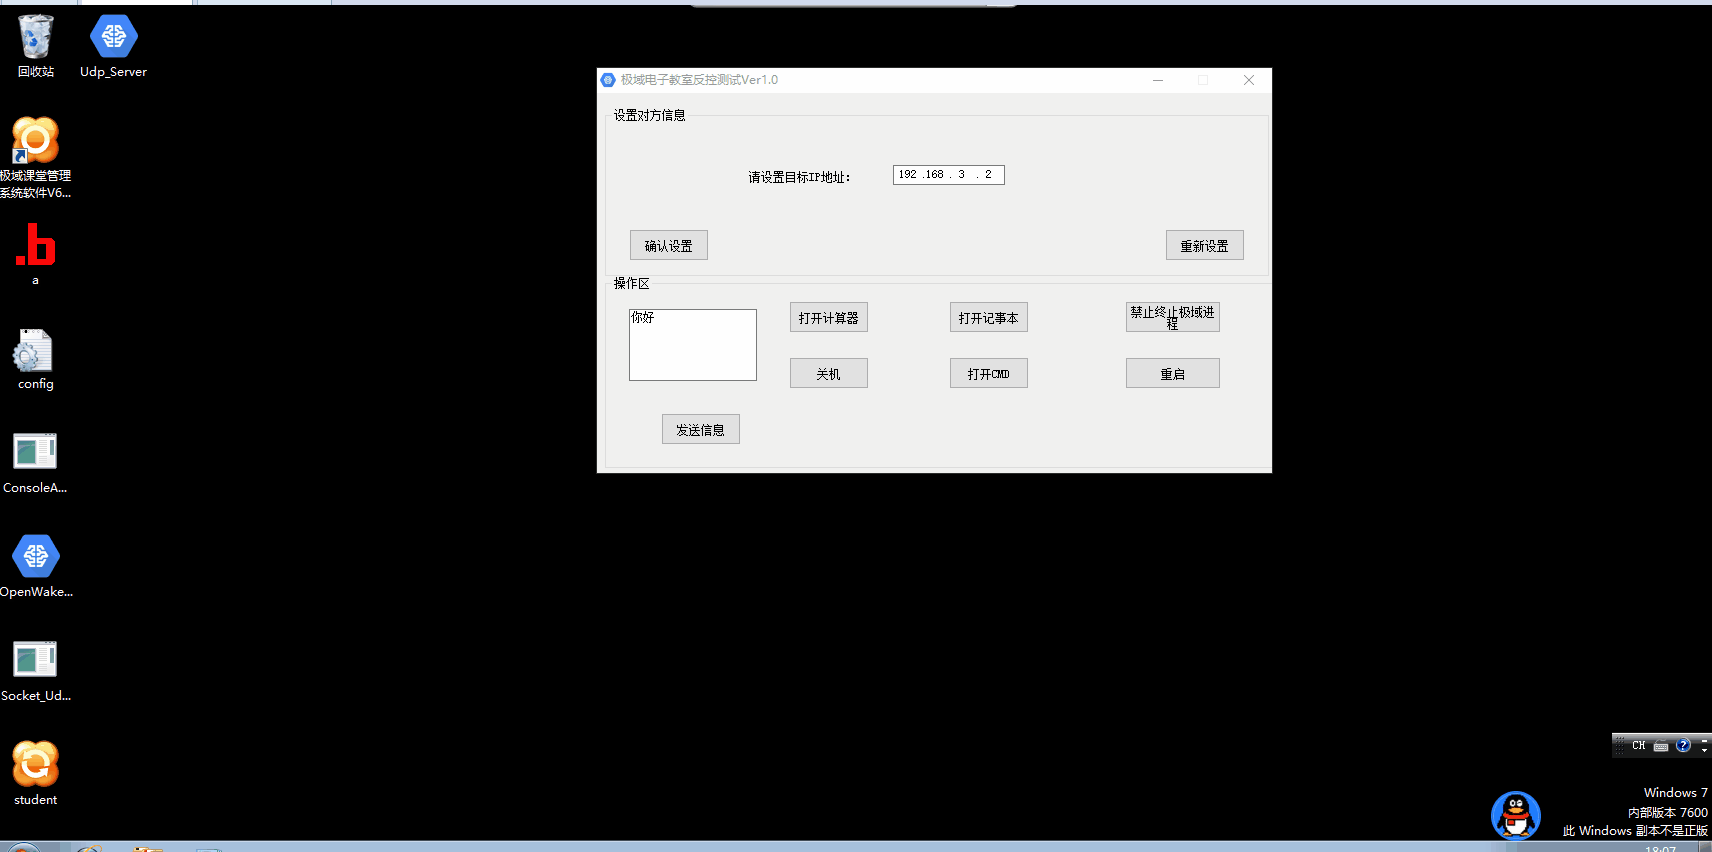 回收站
Udp_Server
极域课堂管理
系统软件V6...
a
config
ConsoleA...
OpenWake...
Socket_Ud...
student
极域电子教室反控测试Ver1.0
设置对方信息
请设置目标IP地址：
192 .168 . 3 . 2
确认设置
重新设置
操作区
你好
打开计算器
打开记事本
禁止终止极域进
程
关机
打开CMD
重启
发送信息
CH
Windows 7
内部版本 7600
此 Windows 副本不是正版
18:07